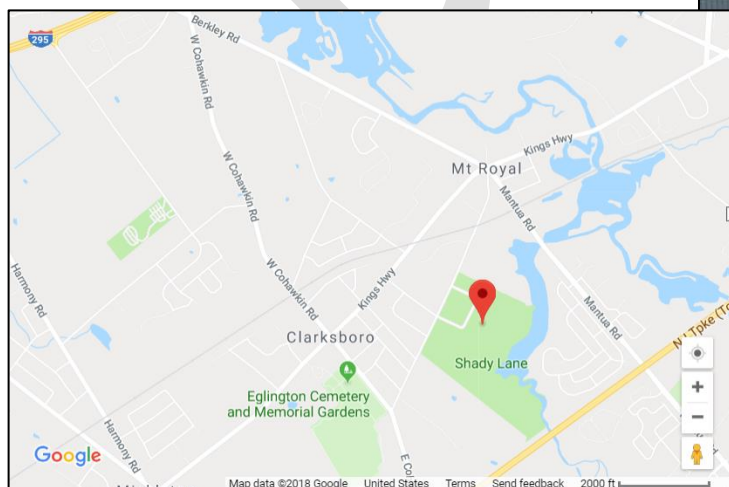 295
Berkley Rd
W Cohawkin Rd
W Cohawkin Rd
Kings Hwy
Mt Royal
Mantua Rd
Harmony Rd
W Cohawkin Rd
Kings Hwy
Mantua Rd
Clarksboro
Shady Lane
Eglington Cemetery
and Memorial Gardens
Harmony Rd
Google
Map data ©2018 Google United States Terms Send feedback 2000 ft